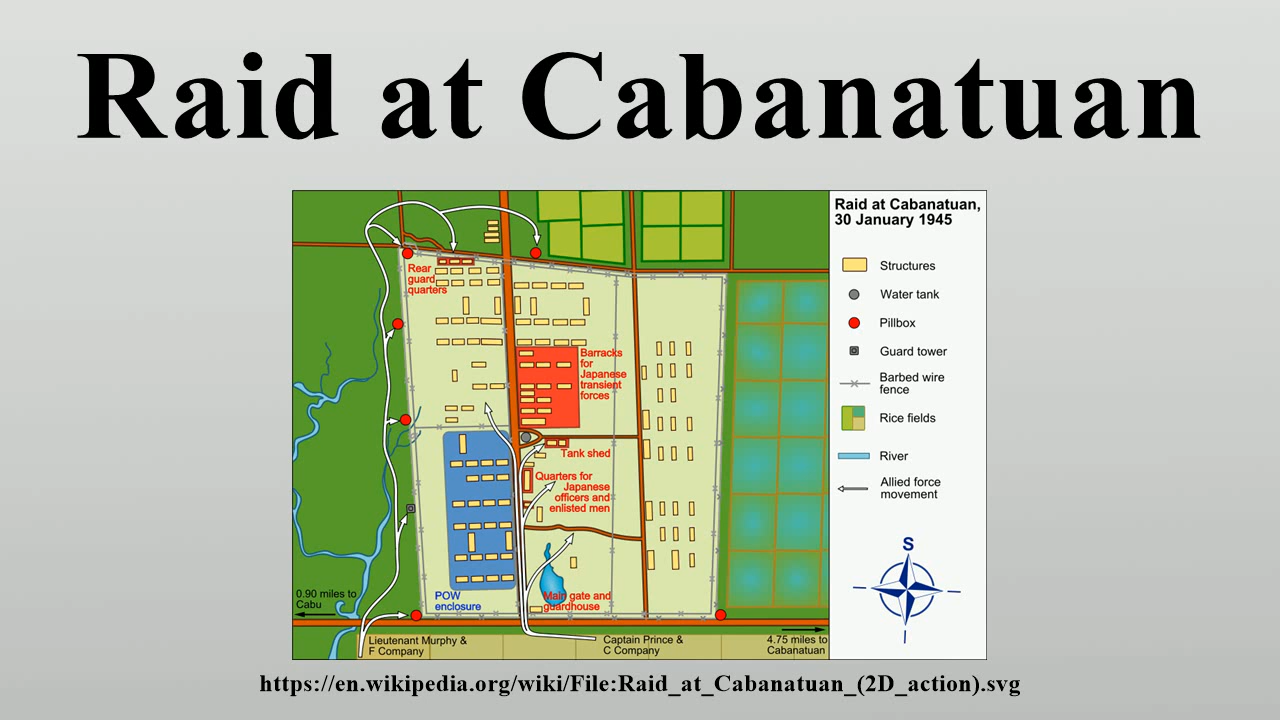 Raid at Cabanatuan
Raid at Cabanatuan,
30 January 1945
Structures
Water tank
Pillbox
Guard tower
Barbed wire
fence
Rice fields
River
Allied force
movement
S
Rear
guard
quarters
Barracks
for
Japanese
transient
forces
Tank shed
Quarters for
Japanese
officers and
enlisted men
POW
enclosure
Main gate and
guardhouse
0.90 miles to
Cabu
Lieutenant Murphy &
F Company
Captain Prince &
C Company
4.75 miles to
Cabanatuan
https://en.wikipedia.org/wiki/File:Raid_at_Cabanatuan_(2D_action).svg